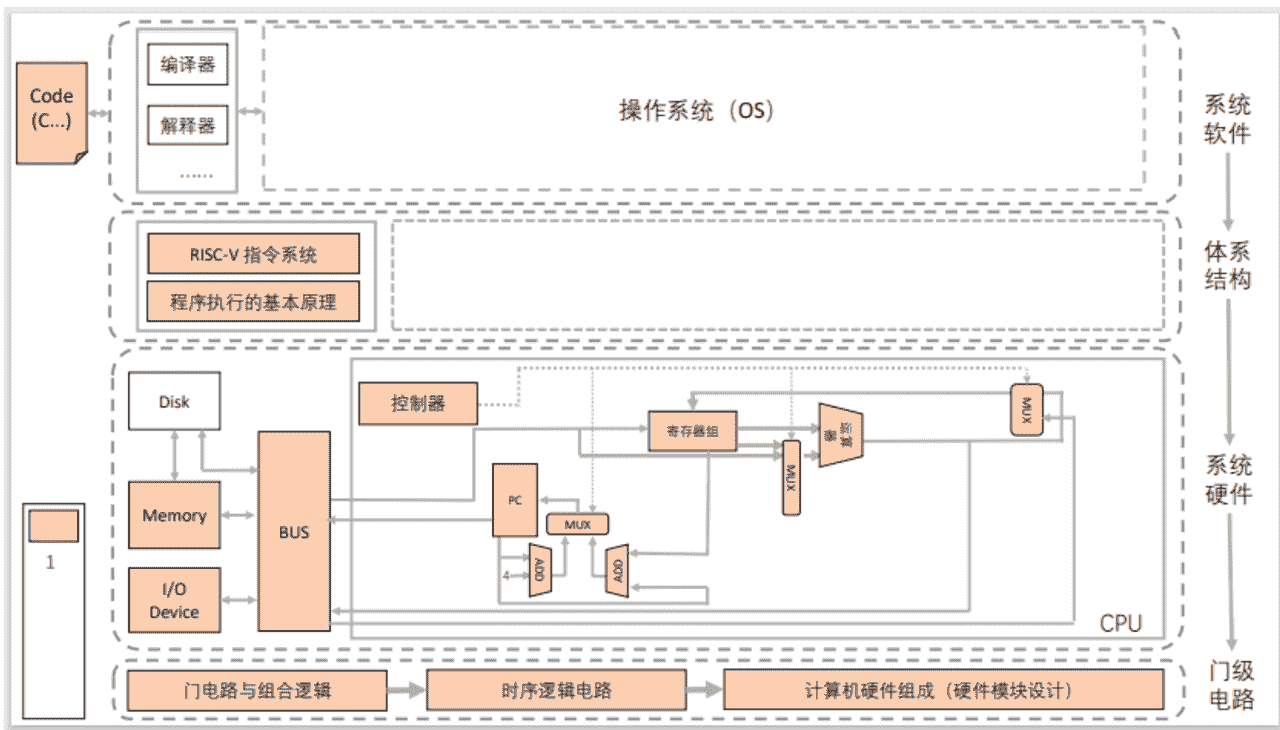 编译器
Code
(C...)
解释器
......
操作系统（OS）
系统
软件
RISC-V 指令系统
程序执行的基本原理
体系
结构
Disk
Memory
I/O
Device
BUS
控制器
PC
MUX
4
ADD
ADD
寄存器组
MUX
运算
器
MUX
CPU
系统
硬件
1
门电路与组合逻辑
时序逻辑电路
计算机硬件组成（硬件模块设计）
门级
电路